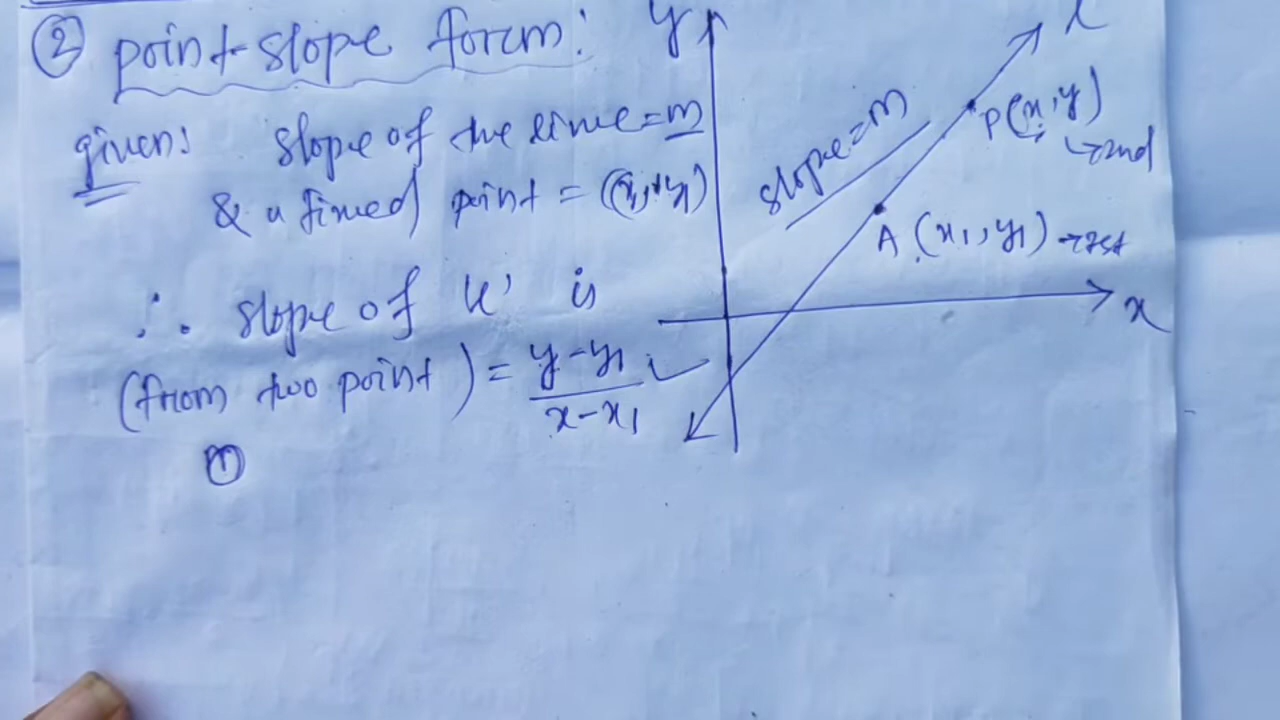 ② point-slope form:
given: slope of the line = m
& a fixed point = (x₁, y₁)
∴ slope of 'l' is
(from two point) = y - y₁ / x - x₁
①
y
l
slope = m
P(x, y)
→ 2nd
A (x₁, y₁) → 1st
x